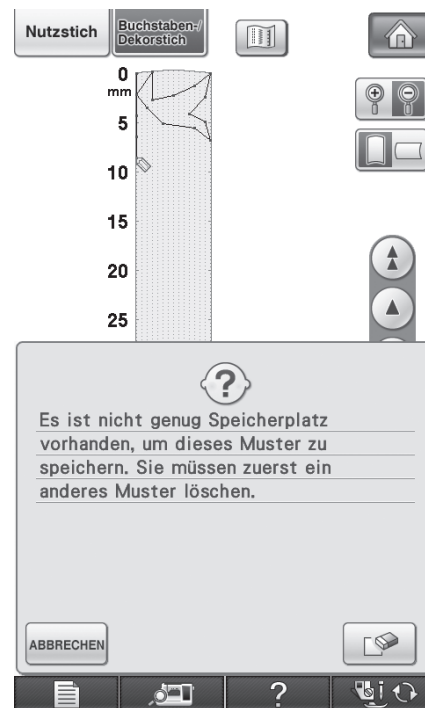 Nutzstich
Buchstaben-/
Dekorstich
0
mm
5
10
15
20
25
?
Es ist nicht genug Speicherplatz
vorhanden, um dieses Muster zu
speichern. Sie müssen zuerst ein
anderes Muster löschen.
ABBRECHEN
?